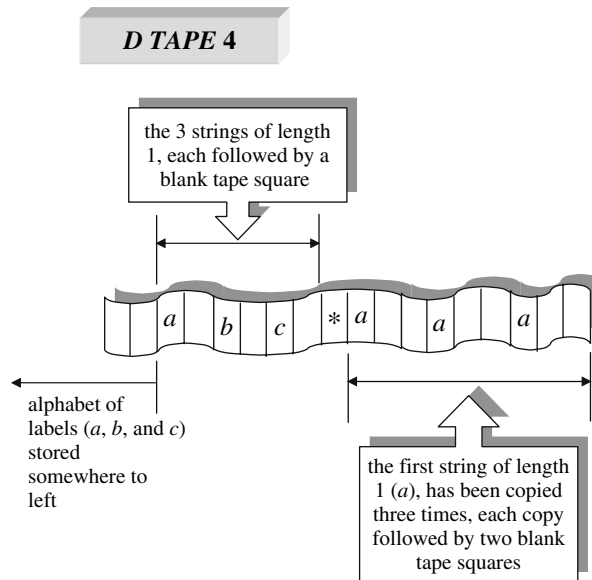 D TAPE 4
the 3 strings of length
1, each followed by a
blank tape square
a b c * a a a
alphabet of
labels (a, b, and c)
stored
somewhere to
left
the first string of length
1 (a), has been copied
three times, each copy
followed by two blank
tape squares